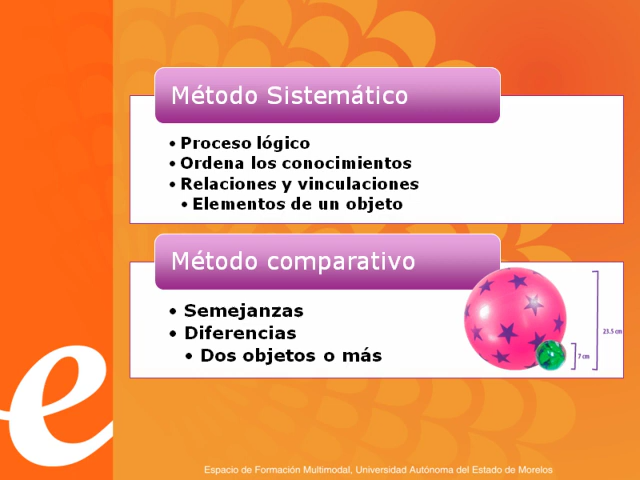 Método Sistemático
• Proceso lógico
• Ordena los conocimientos
• Relaciones y vinculaciones
• Elementos de un objeto
Método comparativo
• Semejanzas
• Diferencias
• Dos objetos o más
23.5 cm
7 cm
e
Espacio de Formación Multimodal, Universidad Autónoma del Estado de Morelos